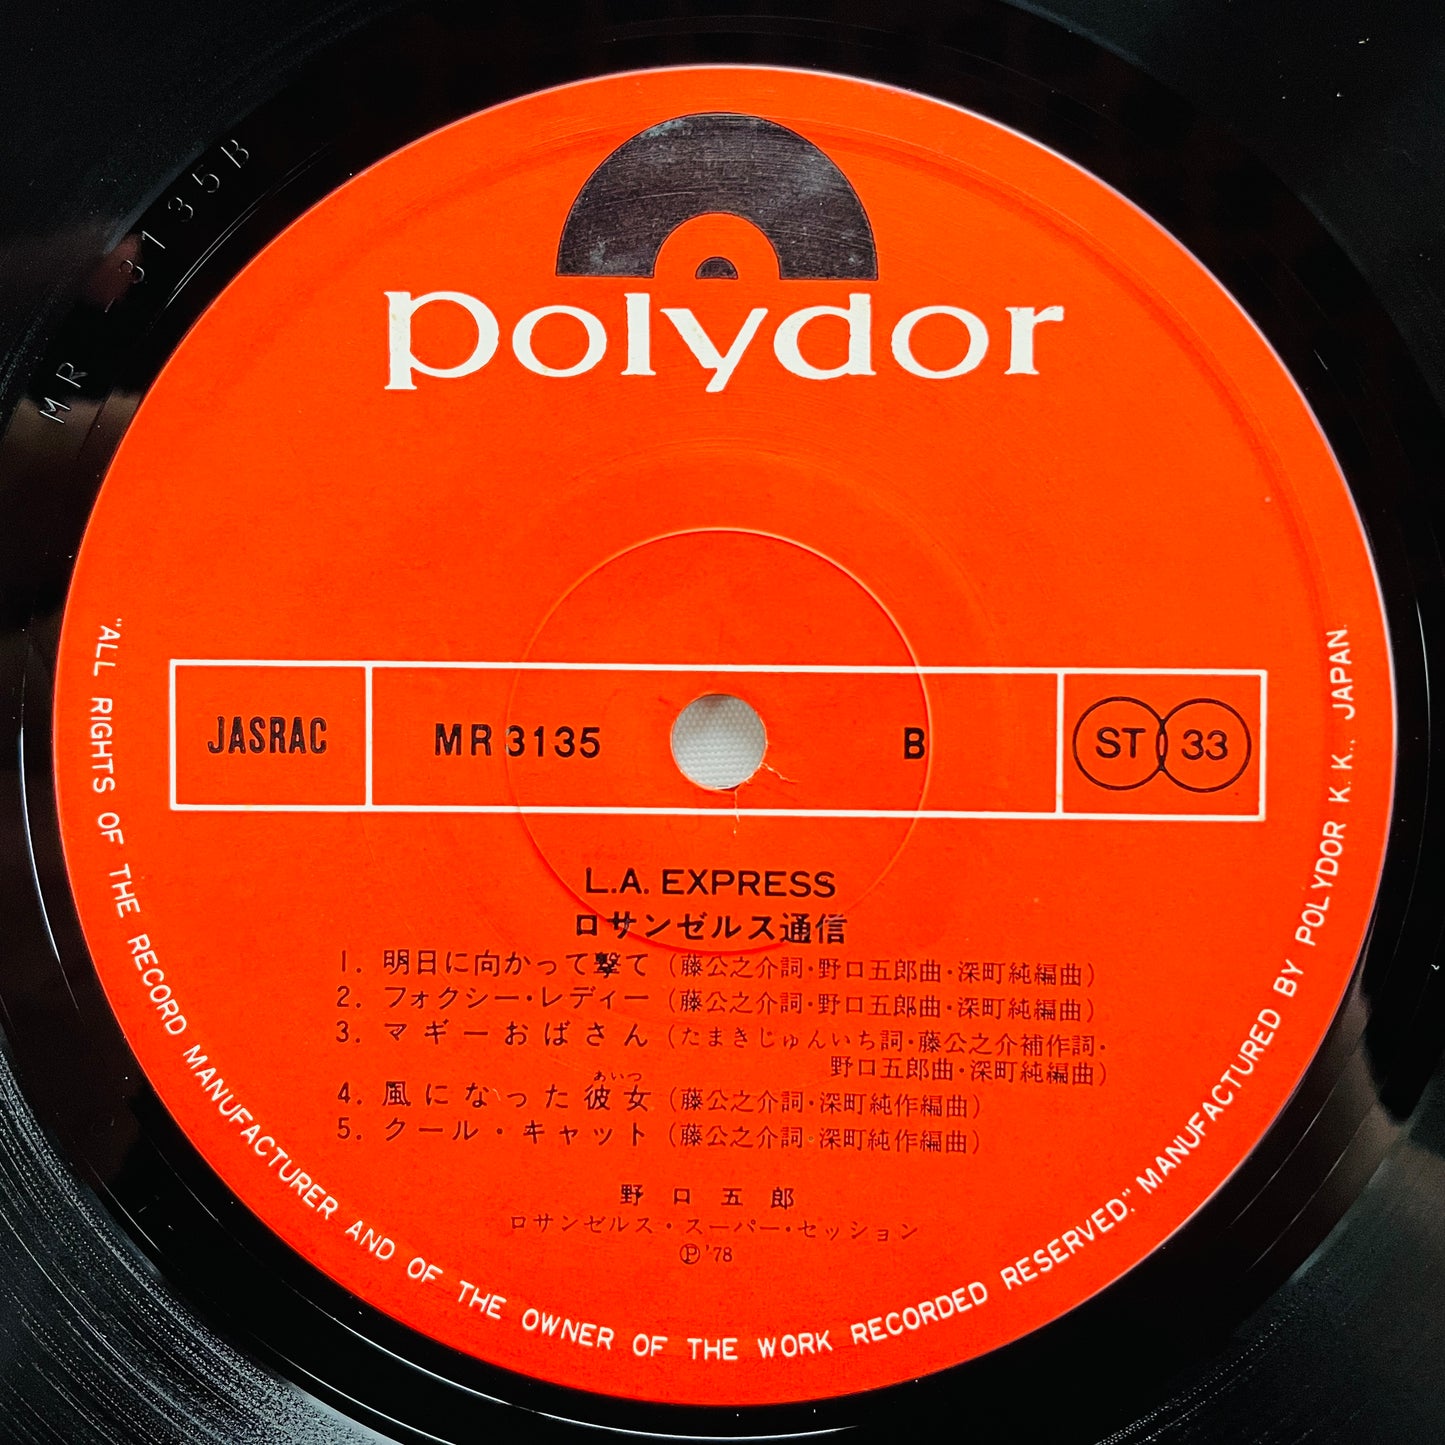 MR 3135B
polydor
JASRAC
MR 3135
B
ST 33
L.A. EXPRESS
ロサンゼルス通信
1. 明日に向かって撃て (藤公之介詞・野口五郎曲・深町純編曲)
2. フォクシー・レディー (藤公之介詞・野口五郎曲・深町純編曲)
3. マギーおばさん (たまきじゅんいち詞・藤公之介補作詞・
野口五郎曲・深町純編曲)
あいつ
4. 風になった彼女 (藤公之介詞・深町純作編曲)
5. クール・キャット (藤公之介詞・深町純作編曲)
野口五郎
ロサンゼルス・スーパー・セッション
Ⓟ'78
"ALL RIGHTS OF THE RECORD MANUFACTURER AND OF THE OWNER OF THE WORK RECORDED RESERVED." MANUFACTURED BY POLYDOR K. K., JAPAN.